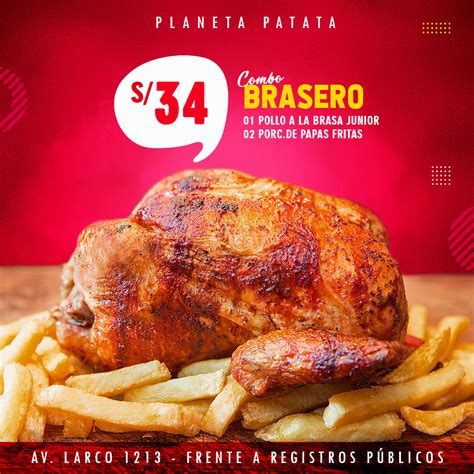 PLANETA PATATA
S/34
Combo
BRASERO
01 POLLO A LA BRASA JUNIOR
02 PORC.DE PAPAS FRITAS
AV. LARCO 1213 - FRENTE A REGISTROS PÚBLICOS